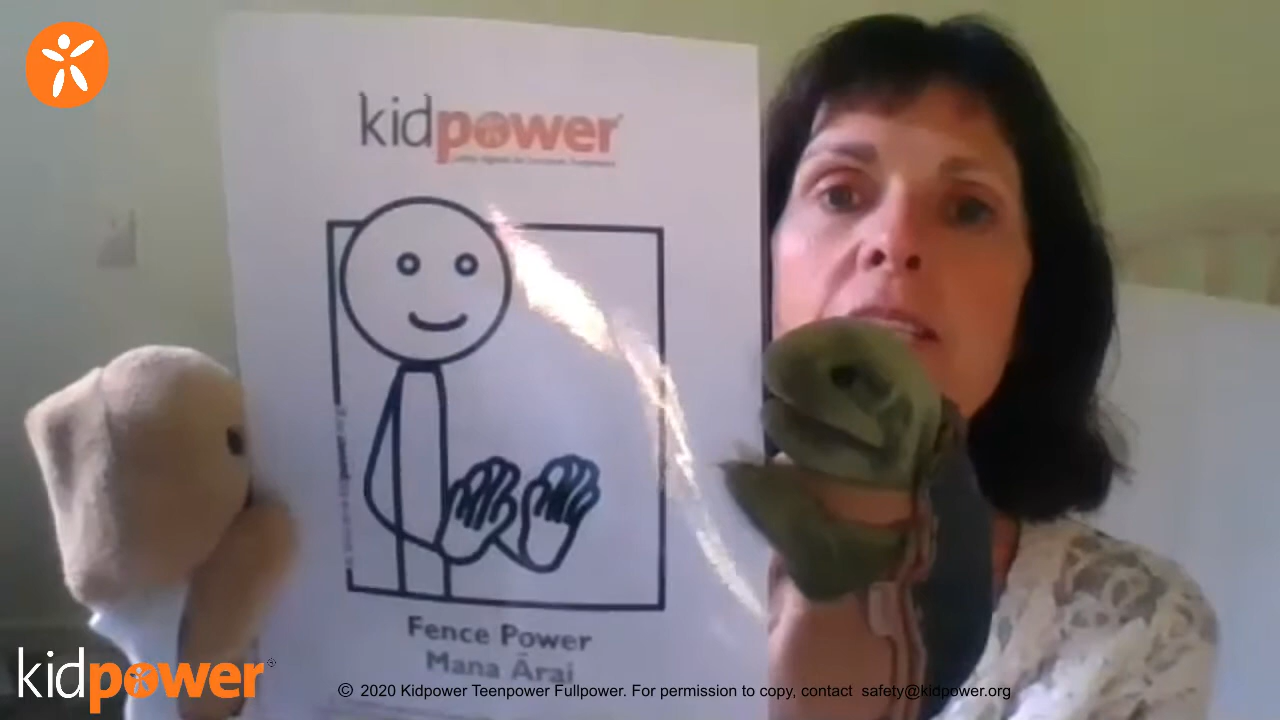 kidpower
Fence Power
Mana Ārai
kidpower
© 2020 Kidpower Teenpower Fullpower. For permission to copy, contact safety@kidpower.org